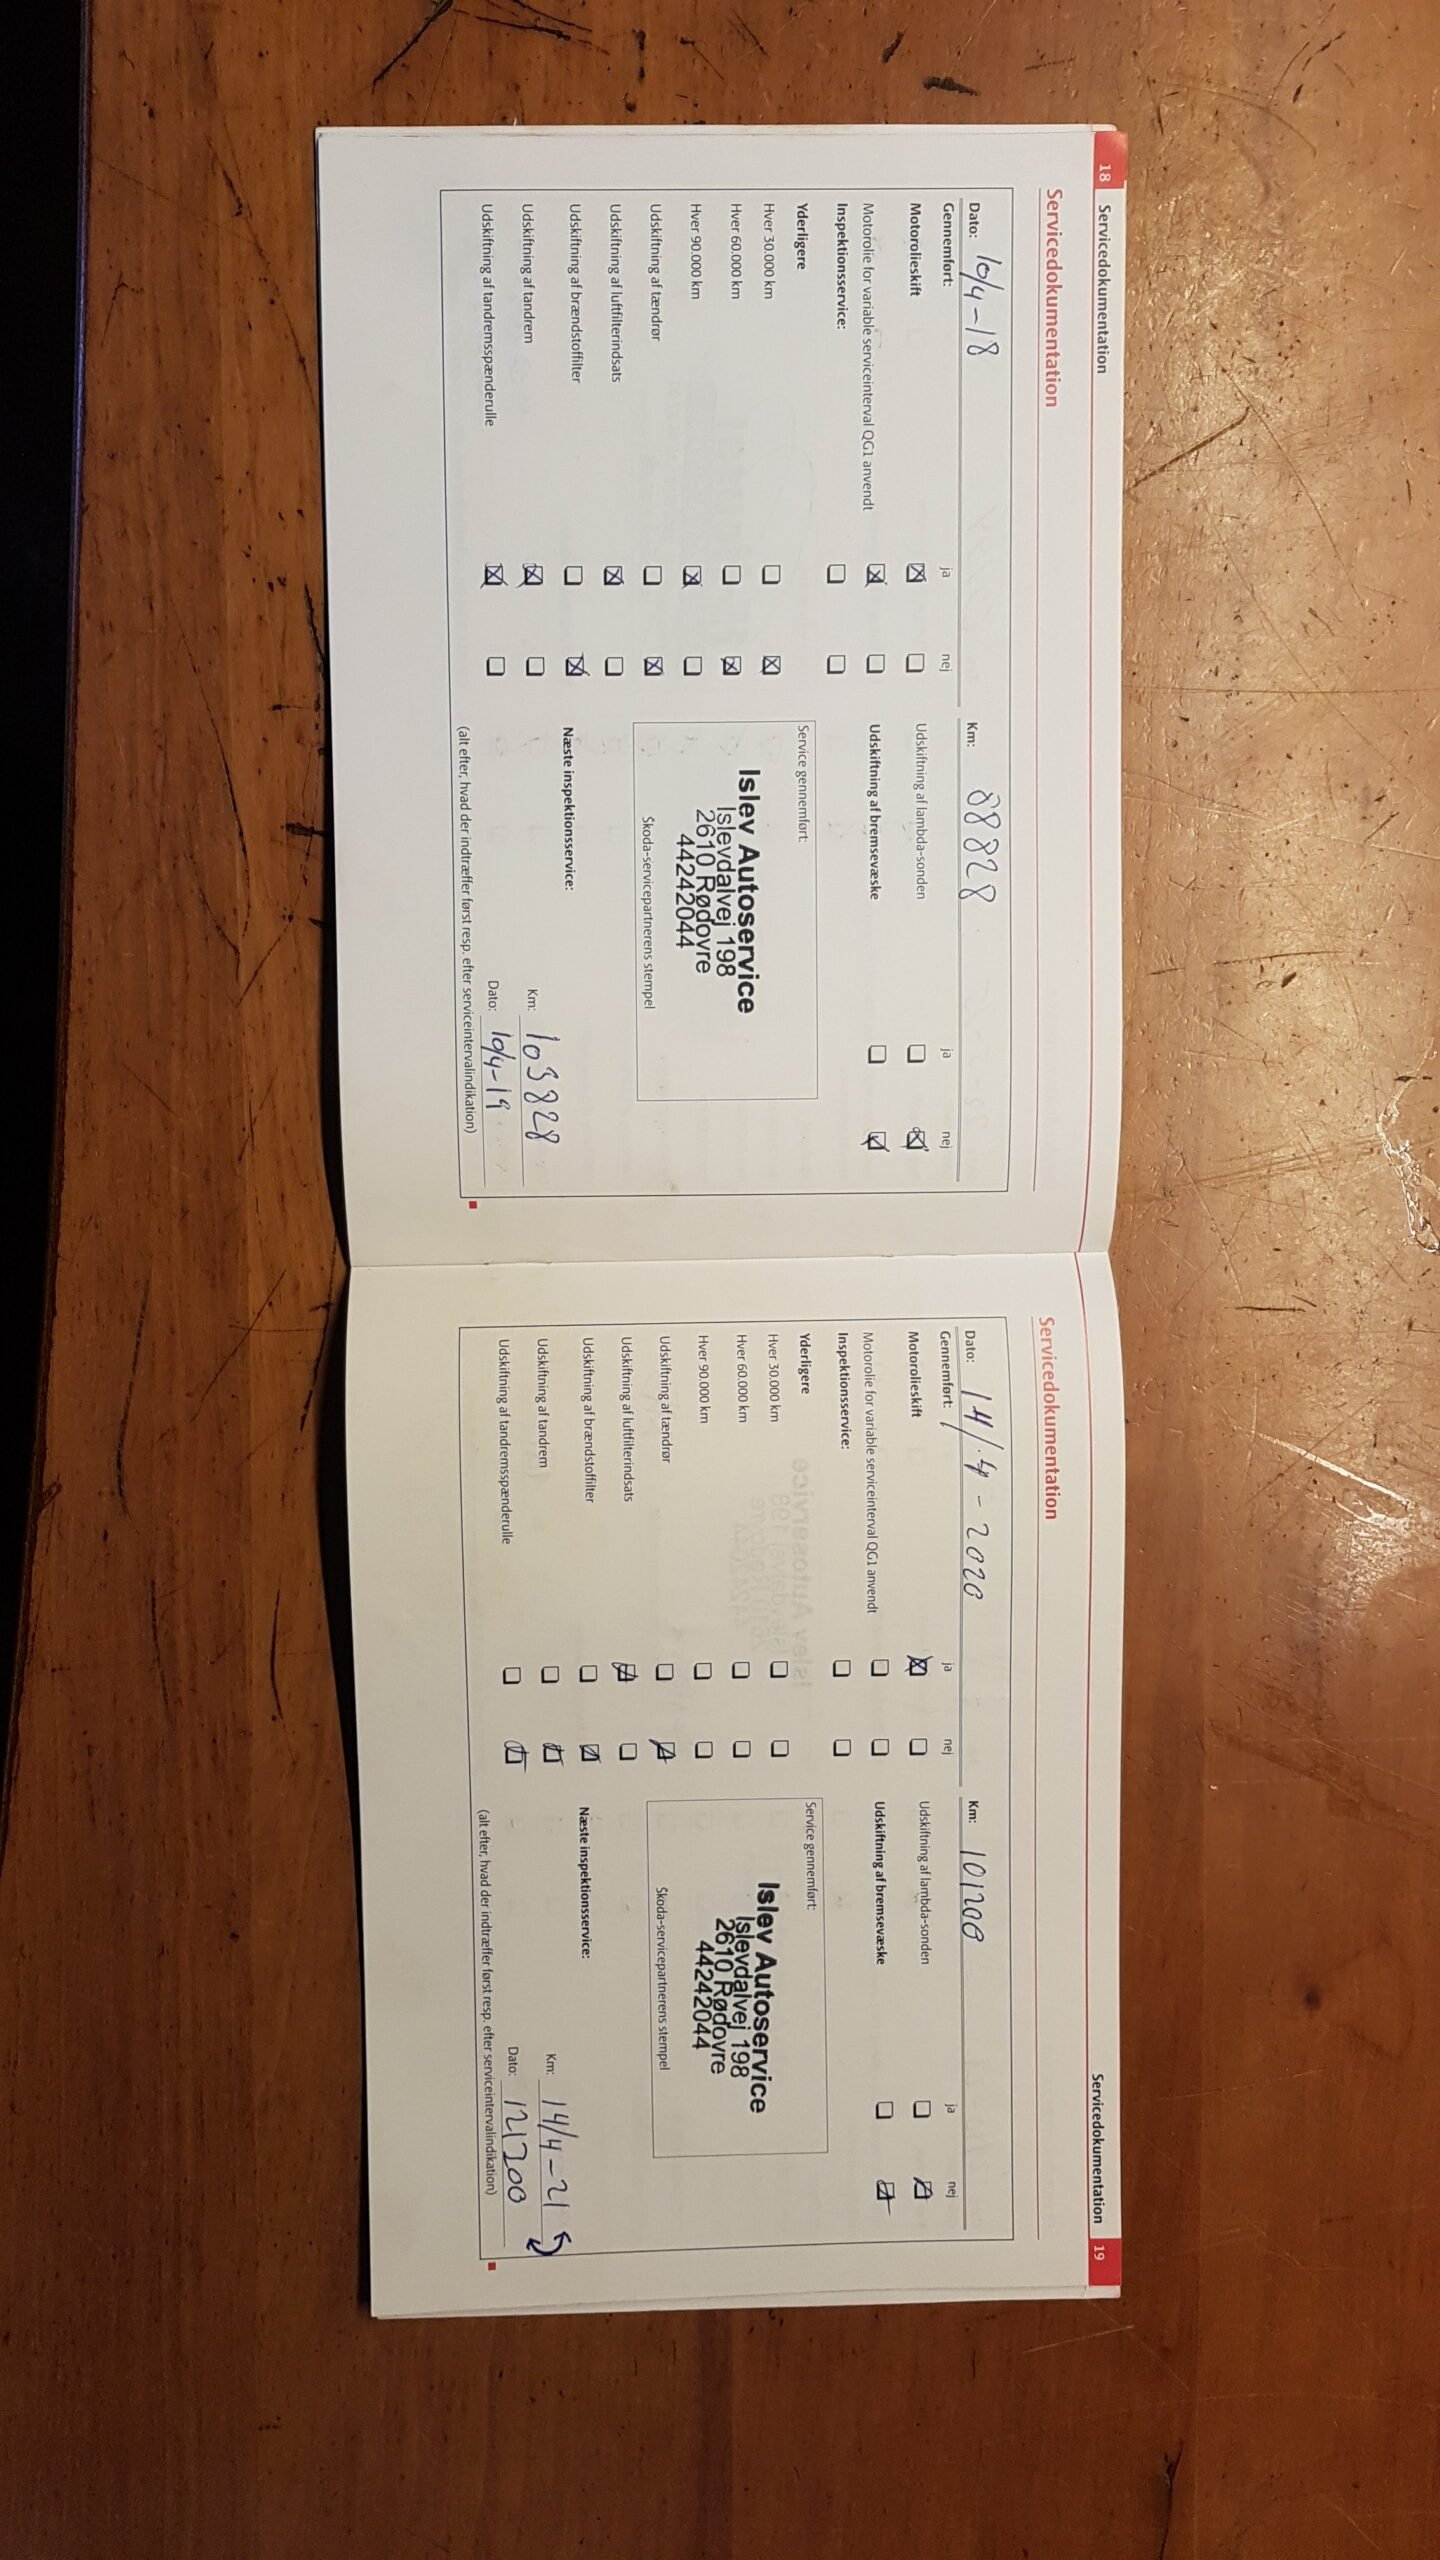 18 Servicedokumentation
Servicedokumentation
Dato: 10/4-18 Km: 88828
Gennemført: ja nej ja nej
Motorolieskift Udskiftning af lambda-sonden
Motorolie for variable serviceinterval QG1 anvendt Udskiftning af bremsevæske
Inspektionsservice:
Yderligere Service gennemført:
Hver 30.000 km
Hver 60.000 km
Hver 90.000 km
Udskiftning af tændrør
Udskiftning af luftfilterindsats
Udskiftning af brændstoffilter
Udskiftning af tandrem
Udskiftning af tandremsspænderulle
Islev Autoservice
Islevdalvej 198
2610 Rødovre
44242044
Škoda-servicepartnerens stempel
Næste inspektionsservice:
Km: 103828
Dato: 10/4-19
(alt efter, hvad der indtræffer først resp. efter serviceintervalindikation)
Servicedokumentation 19
Servicedokumentation
Dato: 14/4-2020 Km: 101200
Gennemført: ja nej ja nej
Motorolieskift Udskiftning af lambda-sonden
Motorolie for variable serviceinterval QG1 anvendt Udskiftning af bremsevæske
Inspektionsservice:
Yderligere Service gennemført:
Hver 30.000 km
Hver 60.000 km
Hver 90.000 km
Udskiftning af tændrør
Udskiftning af luftfilterindsats
Udskiftning af brændstoffilter
Udskiftning af tandrem
Udskiftning af tandremsspænderulle
Islev Autoservice
Islevdalvej 198
2610 Rødovre
44242044
Škoda-servicepartnerens stempel
Næste inspektionsservice:
Km: 14/4-21
Dato: 121200
(alt efter, hvad der indtræffer først resp. efter serviceintervalindikation)